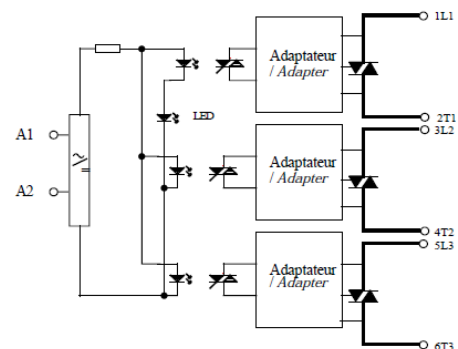 1L1
Adaptateur
/ Adapter
LED
2T1
3L2
A1
Adaptateur
/ Adapter
A2
4T2
5L3
Adaptateur
/ Adapter
6T3